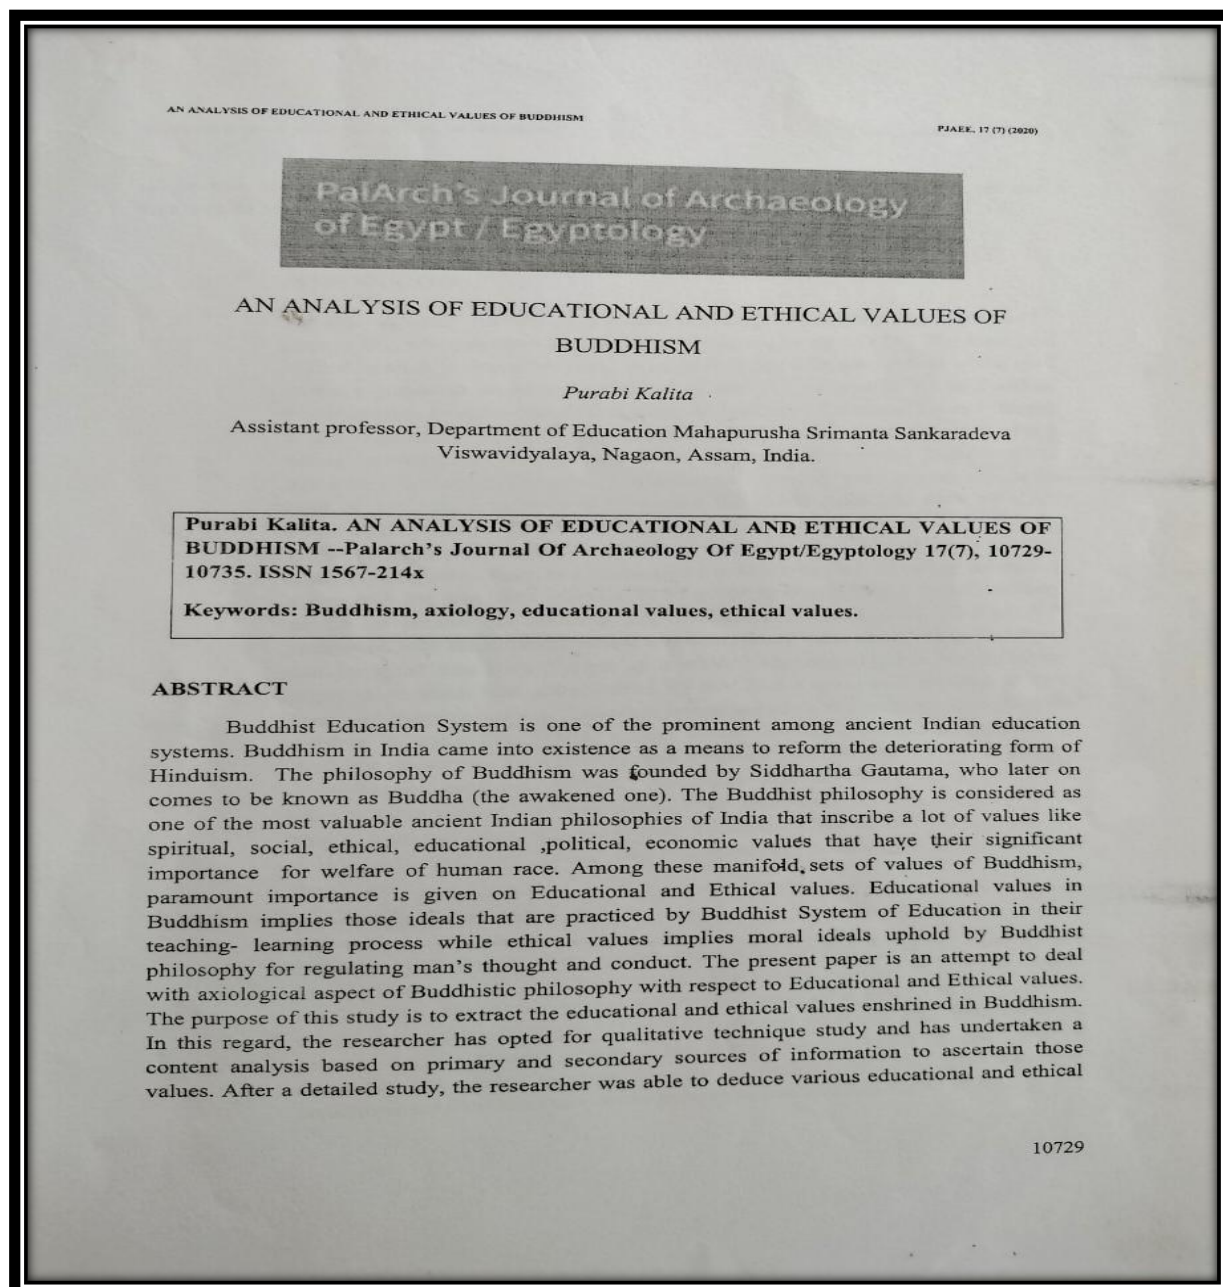 AN ANALYSIS OF EDUCATIONAL AND ETHICAL VALUES OF BUDDHISM
PJAEE, 17 (7) (2020)
PalArch's Journal of Archaeology
of Egypt / Egyptology
AN ANALYSIS OF EDUCATIONAL AND ETHICAL VALUES OF
BUDDHISM
Purabi Kalita
Assistant professor, Department of Education Mahapurusha Srimanta Sankaradeva
Viswavidyalaya, Nagaon, Assam, India.
Purabi Kalita. AN ANALYSIS OF EDUCATIONAL AND ETHICAL VALUES OF
BUDDHISM --Palarch's Journal Of Archaeology Of Egypt/Egyptology 17(7), 10729-
10735. ISSN 1567-214x
Keywords: Buddhism, axiology, educational values, ethical values.
ABSTRACT
Buddhist Education System is one of the prominent among ancient Indian education
systems. Buddhism in India came into existence as a means to reform the deteriorating form of
Hinduism. The philosophy of Buddhism was founded by Siddhartha Gautama, who later on
comes to be known as Buddha (the awakened one). The Buddhist philosophy is considered as
one of the most valuable ancient Indian philosophies of India that inscribe a lot of values like
spiritual, social, ethical, educational ,political, economic values that have their significant
importance for welfare of human race. Among these manifold sets of values of Buddhism,
paramount importance is given on Educational and Ethical values. Educational values in
Buddhism implies those ideals that are practiced by Buddhist System of Education in their
teaching- learning process while ethical values implies moral ideals uphold by Buddhist
philosophy for regulating man's thought and conduct. The present paper is an attempt to deal
with axiological aspect of Buddhistic philosophy with respect to Educational and Ethical values.
The purpose of this study is to extract the educational and ethical values enshrined in Buddhism.
In this regard, the researcher has opted for qualitative technique study and has undertaken a
content analysis based on primary and secondary sources of information to ascertain those
values. After a detailed study, the researcher was able to deduce various educational and ethical
10729